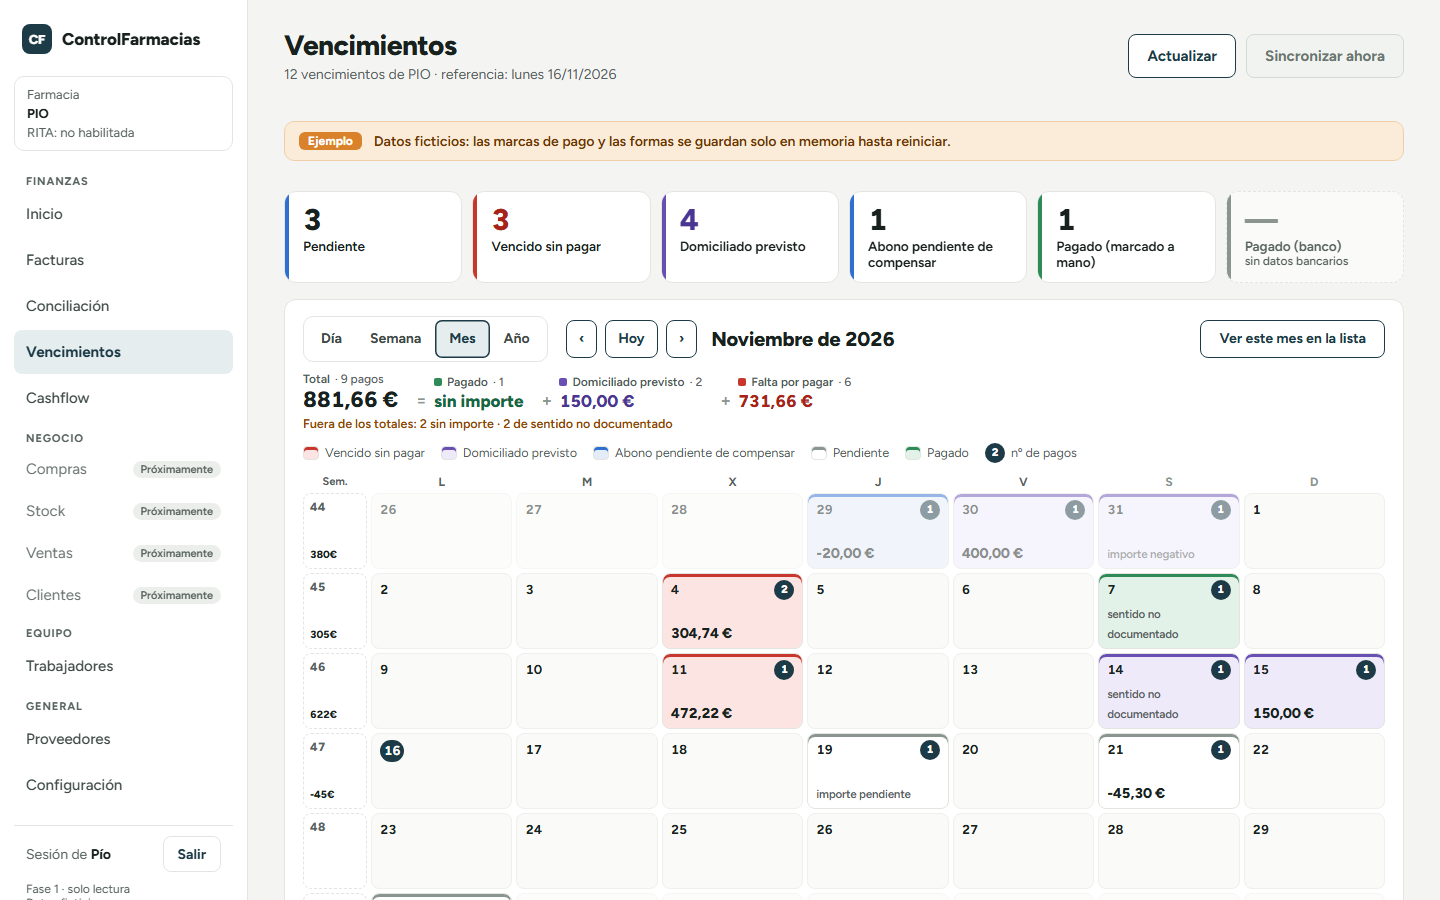 CF ControlFarmacias
Farmacia
PIO
RITA: no habilitada
FINANZAS
Inicio
Facturas
Conciliación
Vencimientos
Cashflow
NEGOCIO
Compras Próximamente
Stock Próximamente
Ventas Próximamente
Clientes Próximamente
EQUIPO
Trabajadores
GENERAL
Proveedores
Configuración
Sesión de Pío Salir
Fase 1 · solo lectura
Vencimientos
12 vencimientos de PIO · referencia: lunes 16/11/2026
Actualizar Sincronizar ahora
Ejemplo Datos ficticios: las marcas de pago y las formas se guardan solo en memoria hasta reiniciar.
3
Pendiente
3
Vencido sin pagar
4
Domiciliado previsto
1
Abono pendiente de
compensar
1
Pagado (marcado a
mano)
—
Pagado (banco)
sin datos bancarios
Día Semana Mes Año ‹ Hoy › Noviembre de 2026 Ver este mes en la lista
Total · 9 pagos Pagado · 1 Domiciliado previsto · 2 Falta por pagar · 6
881,66 € = sin importe + 150,00 € + 731,66 €
Fuera de los totales: 2 sin importe · 2 de sentido no documentado
Vencido sin pagar Domiciliado previsto Abono pendiente de compensar Pendiente Pagado 2 nº de pagos
Sem. L M X J V S D
44 26 27 28 29 1 30 1 31 1 1
380€ -20,00 € 400,00 € importe negativo
45 2 3 4 2 5 6 7 1 8
sentido no
305€ 304,74 € documentado
46 9 10 11 1 12 13 14 1 15 1
sentido no
622€ 472,22 € documentado 150,00 €
47 16 17 18 19 1 20 21 1 22
-45€ importe pendiente -45,30 €
48 23 24 25 26 27 28 29